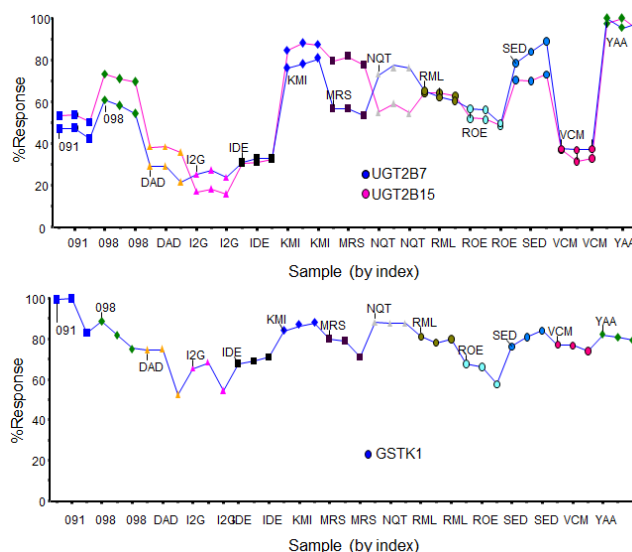 100
80
60
40
20
0
%Response
091
098
098
DAD
I2G
IDE
KMI
MRS
NQT
RML
ROE
SED
VCM
YAA
UGT2B7
UGT2B15
091 098 098 DAD I2G I2G IDE KMI KMI MRS NQT NQT RML ROE ROE SED VCM VCM YAA
Sample (by index)
100
80
60
40
20
0
%Response
091
098
DAD
I2G
IDE
KMI
MRS
NQT
RML
ROE
SED
VCM
YAA
GSTK1
091 098 098 DAD I2G I2GIDE IDE KMI MRS MRS NQT RML RML ROE SED SED VCM YAA
Sample (by index)